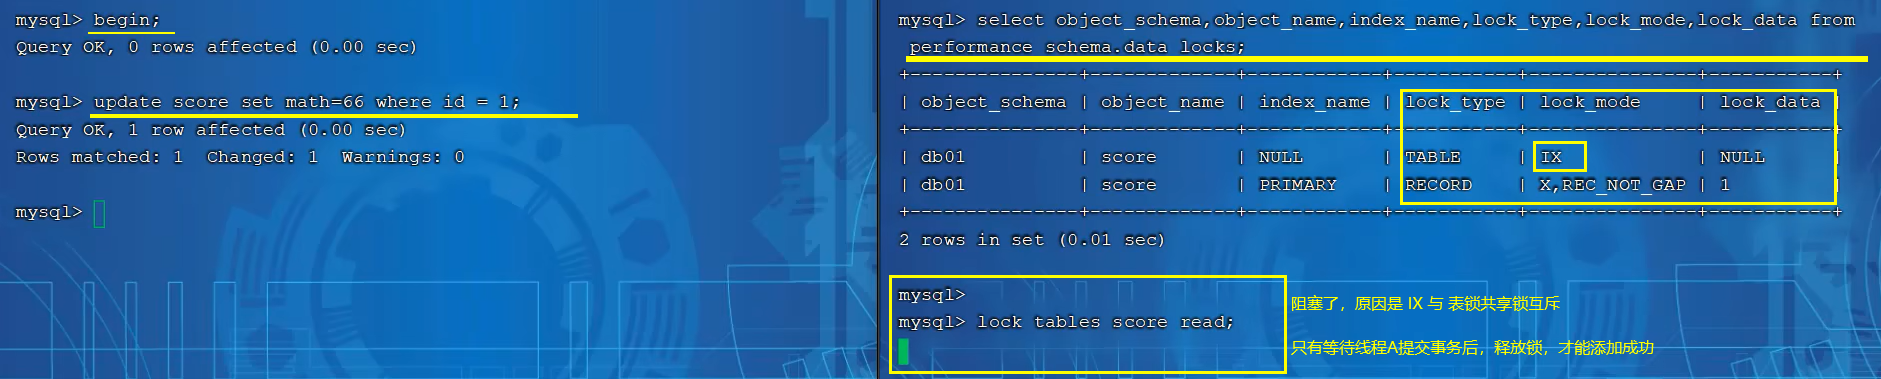 mysql> begin;
Query OK, 0 rows affected (0.00 sec)
mysql> update score set math=66 where id = 1;
Query OK, 1 row affected (0.00 sec)
Rows matched: 1  Changed: 1  Warnings: 0
mysql>
mysql> select object_schema,object_name,index_name,lock_type,lock_mode,lock_data from
performance_schema.data_locks;
+---------------+-------------+------------+-----------+---------------+-----------+
| object_schema | object_name | index_name | lock_type | lock_mode     | lock_data |
+---------------+-------------+------------+-----------+---------------+-----------+
| db01          | score       | NULL       | TABLE     | IX            | NULL      |
| db01          | score       | PRIMARY    | RECORD    | X,REC_NOT_GAP | 1         |
+---------------+-------------+------------+-----------+---------------+-----------+
2 rows in set (0.01 sec)
mysql>
mysql> lock tables score read;
阻塞了，原因是 IX 与 表锁共享锁互斥
只有等待线程A提交事务后，释放锁，才能添加成功